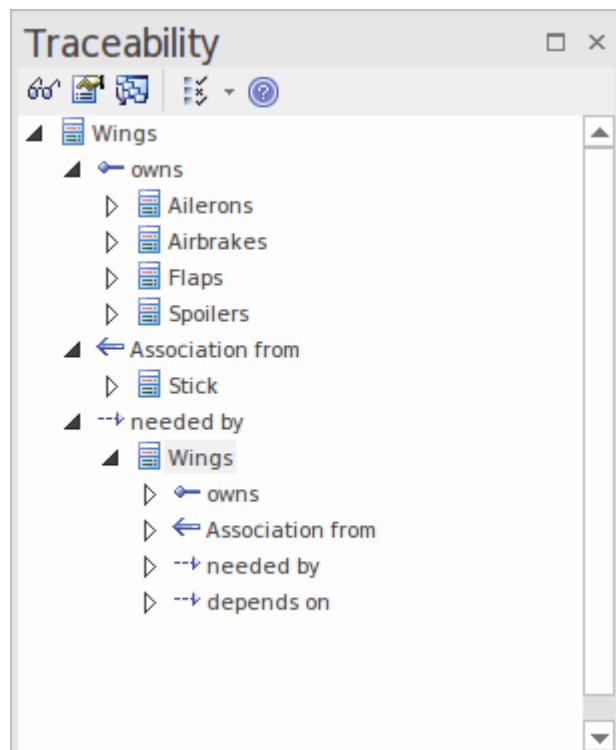 Traceability
Wings
owns
Ailerons
Airbrakes
Flaps
Spoilers
Association from
Stick
needed by
Wings
owns
Association from
needed by
depends on